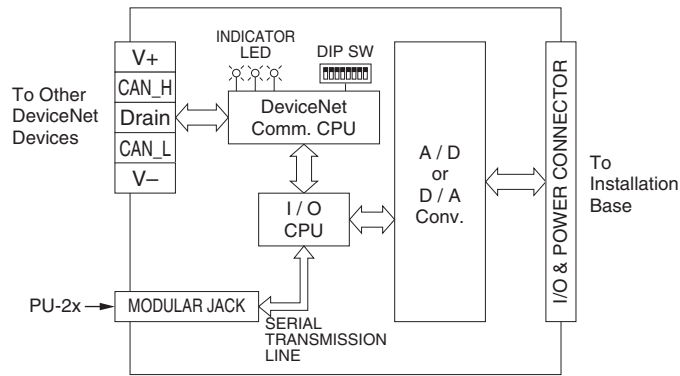 INDICATOR
LED
DIP SW
V+
CAN_H
Drain
CAN_L
V–
To Other
DeviceNet
Devices
DeviceNet
Comm. CPU
I / O
CPU
A / D
or
D / A
Conv.
I/O & POWER CONNECTOR
To
Installation
Base
PU-2x
MODULAR JACK
SERIAL
TRANSMISSION
LINE